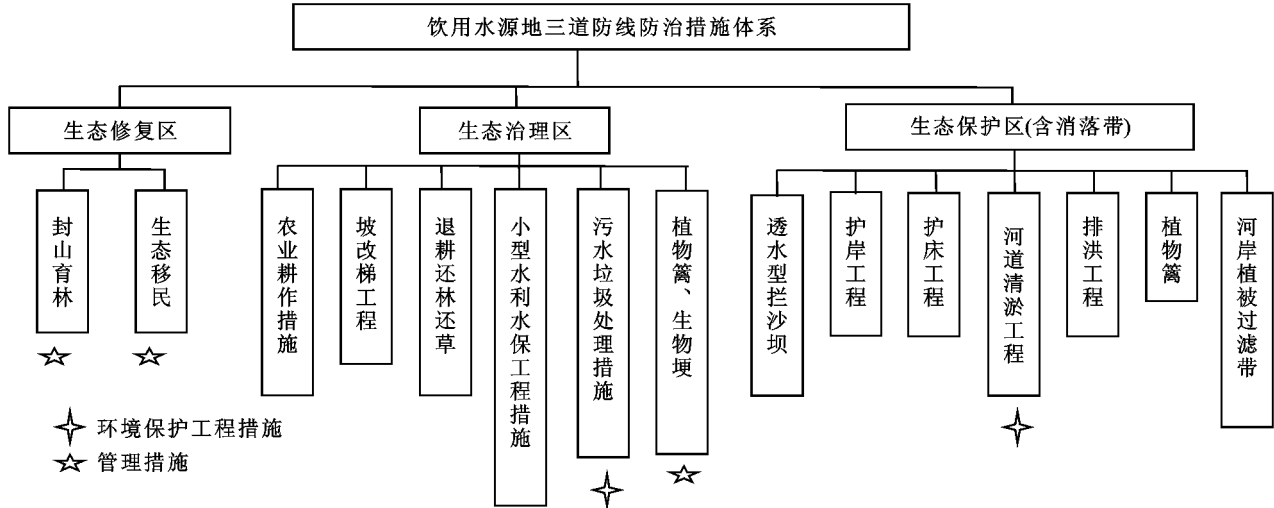 饮用水源地三道防线防治措施体系
生态修复区
生态治理区
生态保护区(含消落带)
封山育林
生态移民
农业耕作措施
坡改梯工程
退耕还林还草
小型水利水保工程措施
污水垃圾处理措施
植物篱、生物埂
透水型拦沙坝
护岸工程
护床工程
河道清淤工程
排洪工程
植物篱
河岸植被过滤带
环境保护工程措施
管理措施